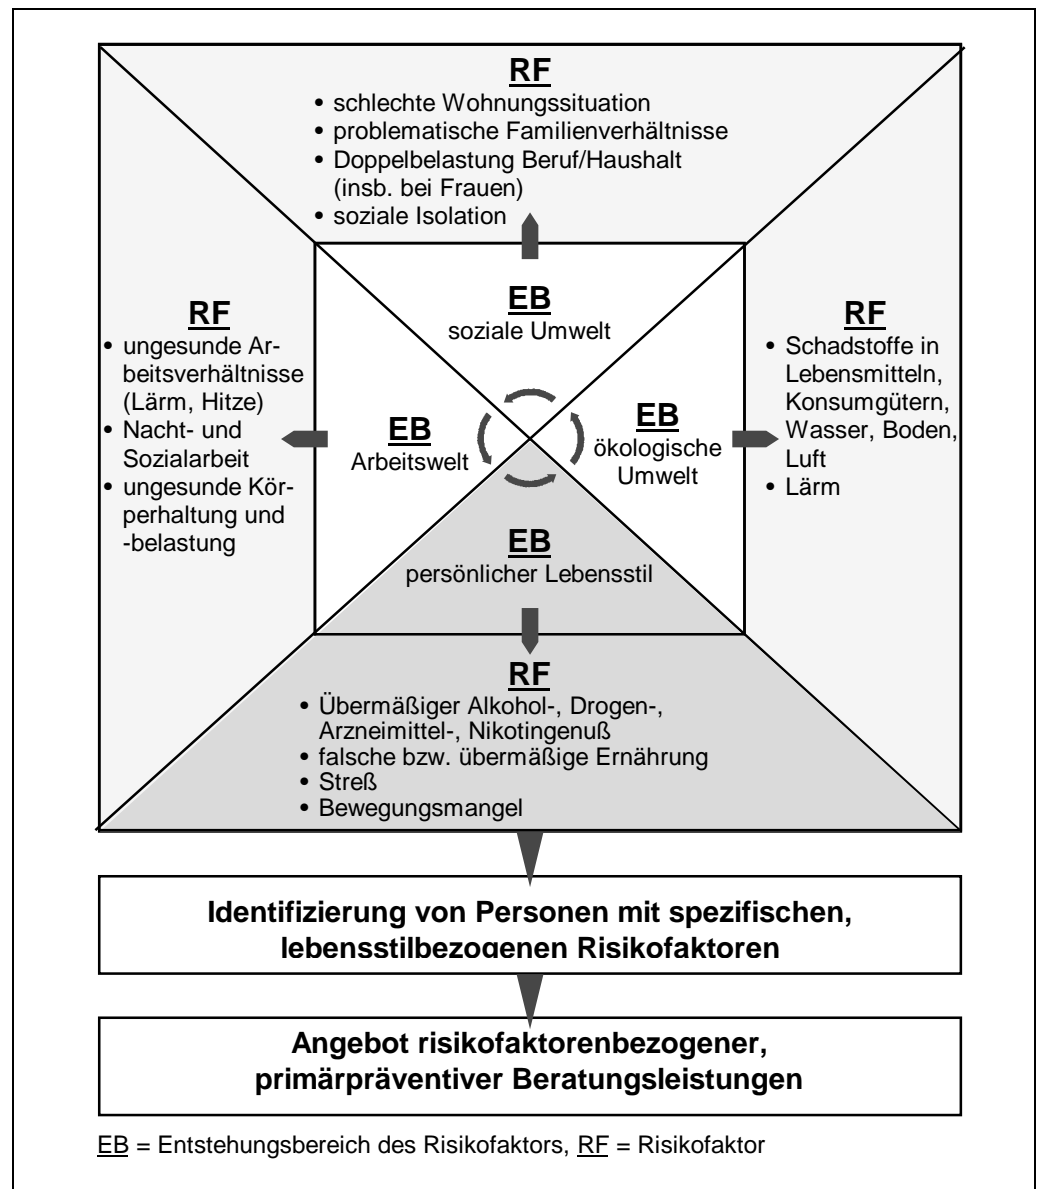 RF
• schlechte Wohnungssituation
• problematische Familienverhältnisse
• Doppelbelastung Beruf/Haushalt
(insb. bei Frauen)
• soziale Isolation
EB
soziale Umwelt
RF
• ungesunde Ar-
beitsverhältnisse
(Lärm, Hitze)
• Nacht- und
Sozialarbeit
• ungesunde Kör-
perhaltung und
-belastung
EB
Arbeitswelt
EB
ökologische
Umwelt
RF
• Schadstoffe in
Lebensmitteln,
Konsumgütern,
Wasser, Boden,
Luft
• Lärm
EB
persönlicher Lebensstil
RF
• Übermäßiger Alkohol-, Drogen-,
Arzneimittel-, Nikotingenuß
• falsche bzw. übermäßige Ernährung
• Streß
• Bewegungsmangel
Identifizierung von Personen mit spezifischen,
lebensstilbezogenen Risikofaktoren
Angebot risikofaktorenbezogener,
primärpräventiver Beratungsleistungen
EB = Entstehungsbereich des Risikofaktors, RF = Risikofaktor